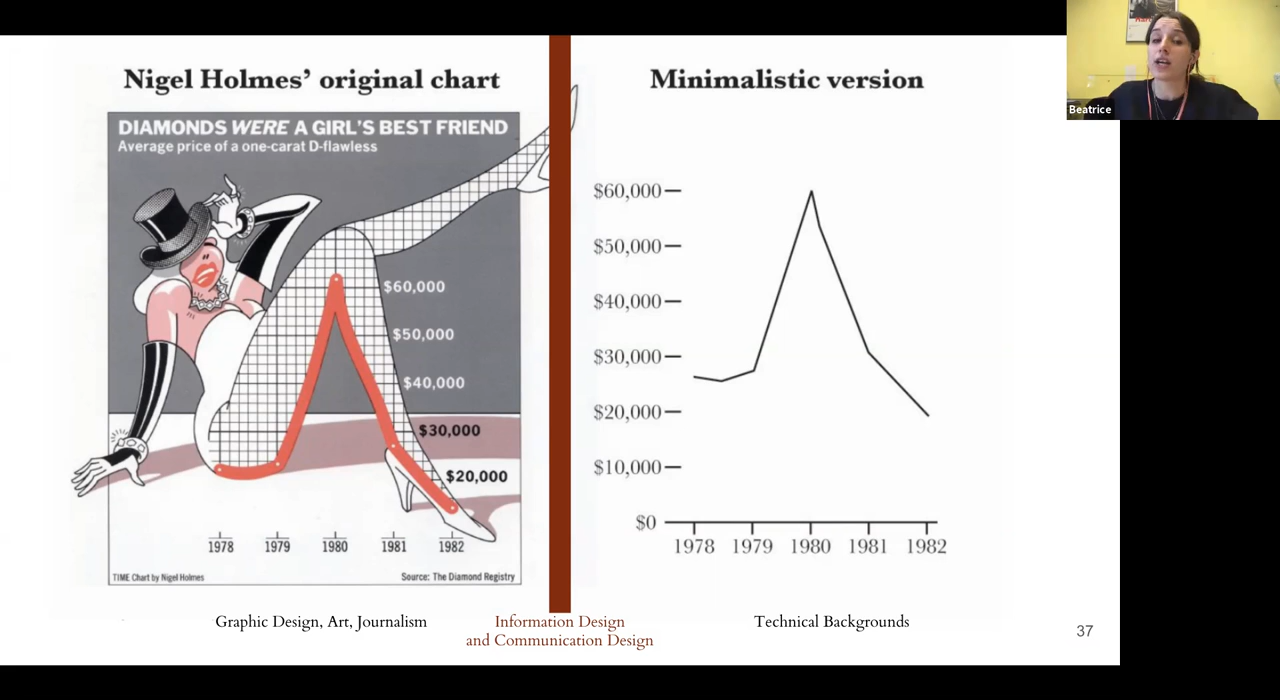 Nigel Holmes’ original chart
DIAMONDS WERE A GIRL'S BEST FRIEND
Average price of a one-carat D-flawless
$60,000
$50,000
$40,000
$30,000
$20,000
1978 1979 1980 1981 1982
TIME Chart by Nigel Holmes Source: The Diamond Registry
Minimalistic version
$60,000
$50,000
$40,000
$30,000
$20,000
$10,000
$0
1978 1979 1980 1981 1982
Graphic Design, Art, Journalism
Information Design
and Communication Design
Technical Backgrounds
37
Beatrice